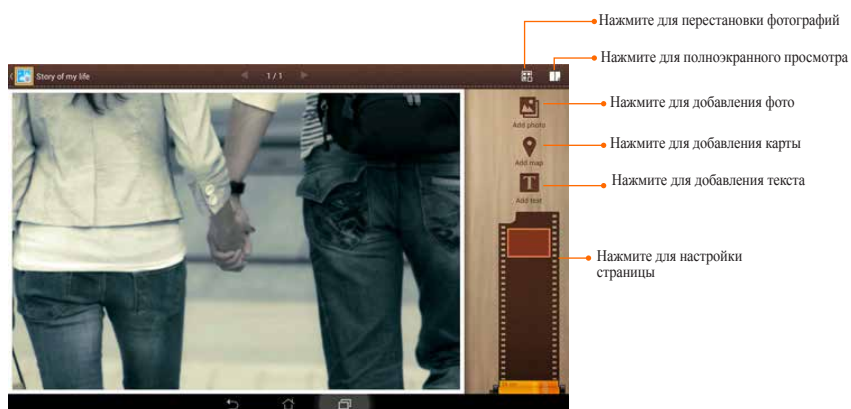 Нажмите для перестановки фотографий
Нажмите для полноэкранного просмотра
Story of my life
1 / 1
Нажмите для добавления фото
Add photo
Нажмите для добавления карты
Add map
Нажмите для добавления текста
Add text
Нажмите для настройки
страницы